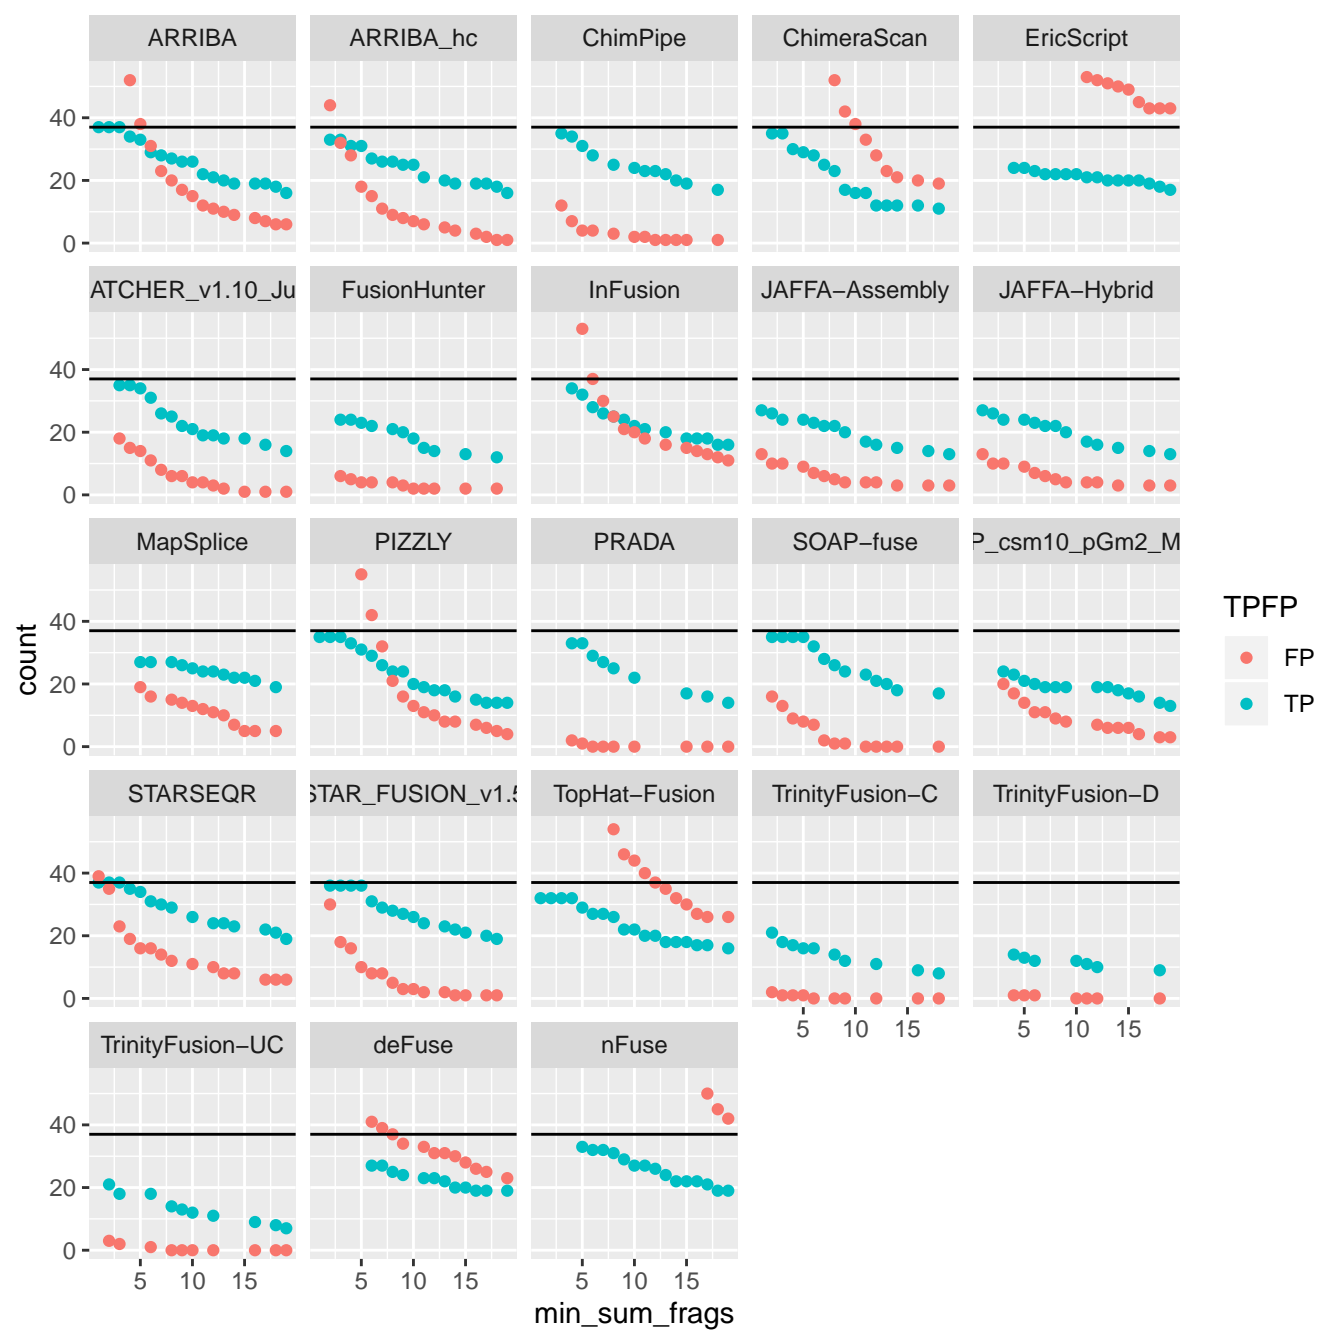 ARRIBA ARRIBA_hc ChimPipe ChimeraScan EricScript
40
20
0
ATCHER_v1.10_Ju FusionHunter InFusion JAFFA−Assembly JAFFA−Hybrid
40
20
0
MapSplice PIZZLY PRADA SOAP−fuse P_csm10_pGm2_M
40
20
0
count
TPFP
FP
TP
STARSEQR STAR_FUSION_v1.5 TopHat−Fusion TrinityFusion−C TrinityFusion−D
40
20
0
5 10 15 5 10 15
TrinityFusion−UC deFuse nFuse
40
20
0
5 10 15 5 10 15 5 10 15
min_sum_frags